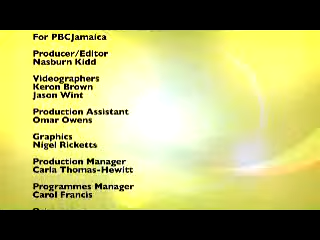 For PBCJamaica
Producer/Editor
Nasburn Kidd
Videographers
Keron Brown
Jason Wint
Production Assistant
Omar Owens
Graphics
Nigel Ricketts
Production Manager
Carla Thomas-Hewitt
Programmes Manager
Carol Francis